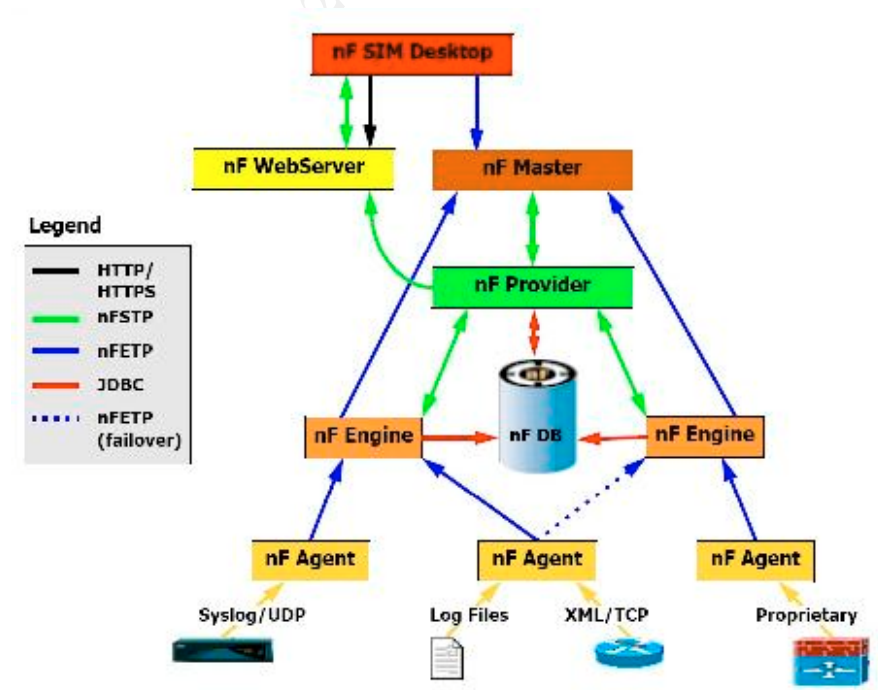 nF SIM Desktop
nF WebServer
nF Master
Legend
HTTP/
HTTPS
nFSTP
nFETP
JDBC
nFETP
(failover)
nF Provider
nF
nF Engine
nF DB
nF Engine
nF Agent
nF Agent
nF Agent
Syslog/UDP
Log Files
XML/TCP
Proprietary